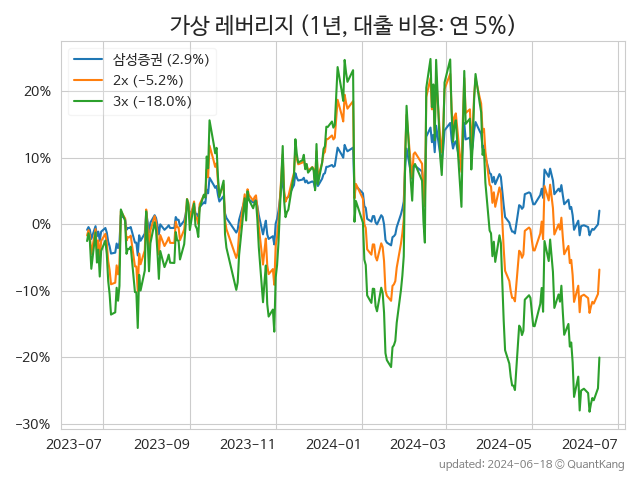 가상 레버리지 (1년, 대출 비용: 연 5%)
삼성증권 (2.9%)
2x (−5.2%)
3x (−18.0%)
20%
10%
0%
−10%
−20%
−30%
2023-07 2023-09 2023-11 2024-01 2024-03 2024-05 2024-07
updated: 2024-06-18 © QuantKang